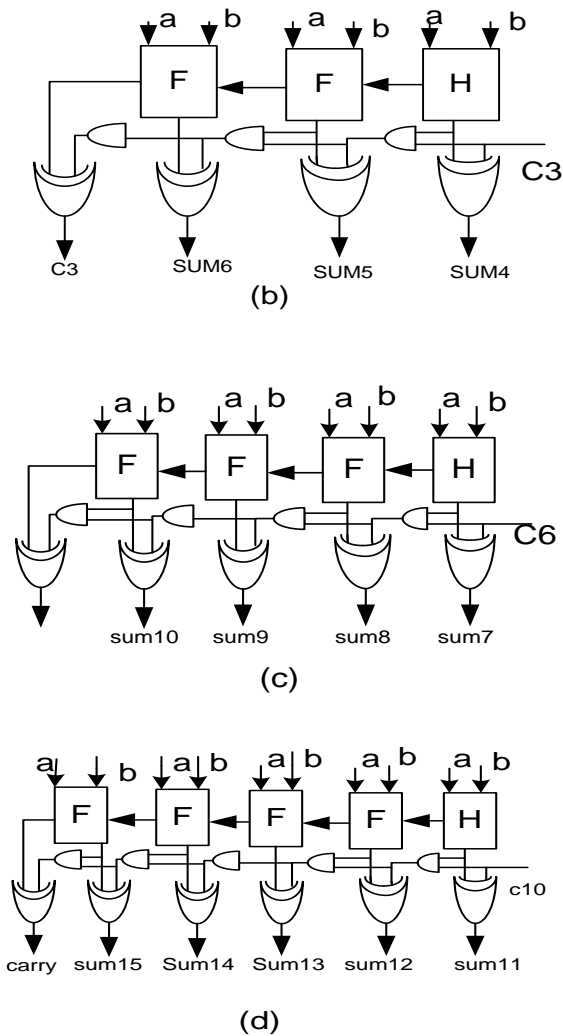 a b a b a b
F F H
C3
C3 SUM6 SUM5 SUM4
(b)
a b a b a b a b
F F F H
C6
sum10 sum9 sum8 sum7
(c)
a b a b a b a b a b
F F F F H
c10
carry sum15 Sum14 Sum13 sum12 sum11
(d)